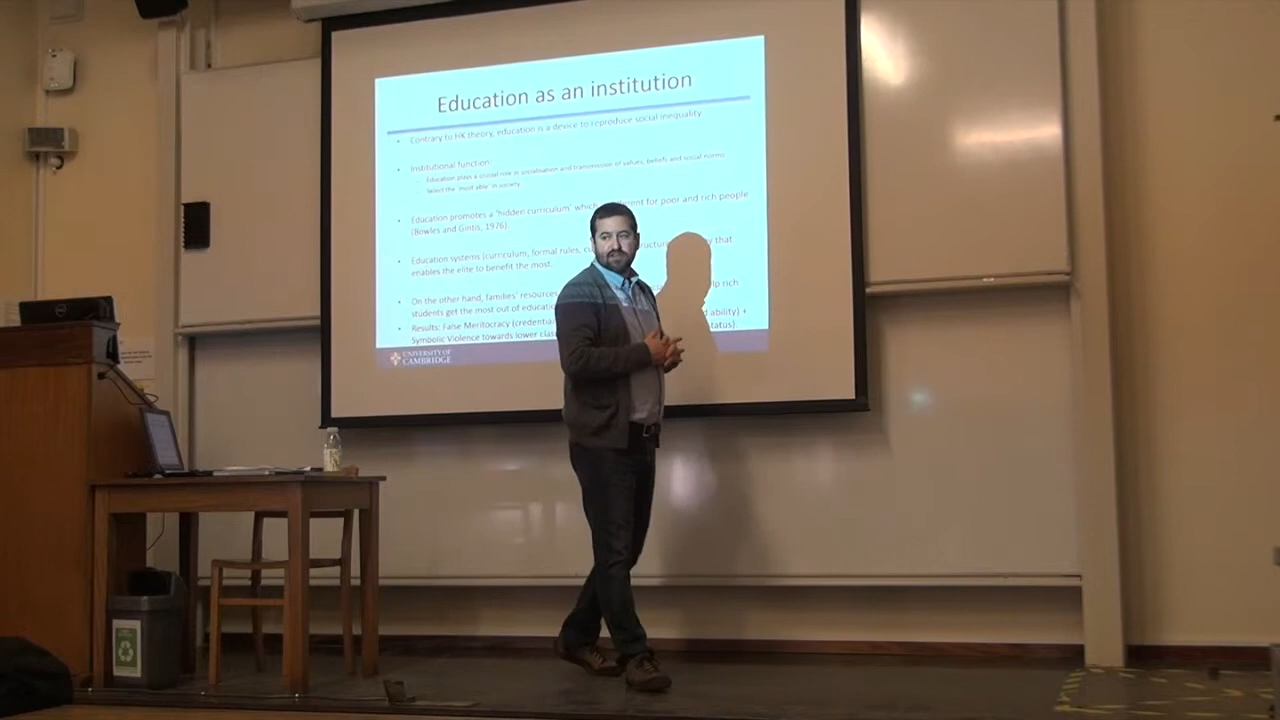 Education as an institution
Contrary to HK theory, education is a device to reproduce social inequality
Institutional function
Education plays a crucial role in socialisation and transmission of values, beliefs and social norms
Select the 'most able' in society
Education promotes a 'hidden curriculum' which for poor and rich people
(Bowles and Gintis, 1976).
Education systems (curriculum, formal rules, that
enables the elite to benefit the most.
On the other hand, families' resources rich
students get the most out of ability) +
Results: False Meritocracy
Symbolic Violence towards lower
UNIVERSITY OF
CAMBRIDGE
DELL